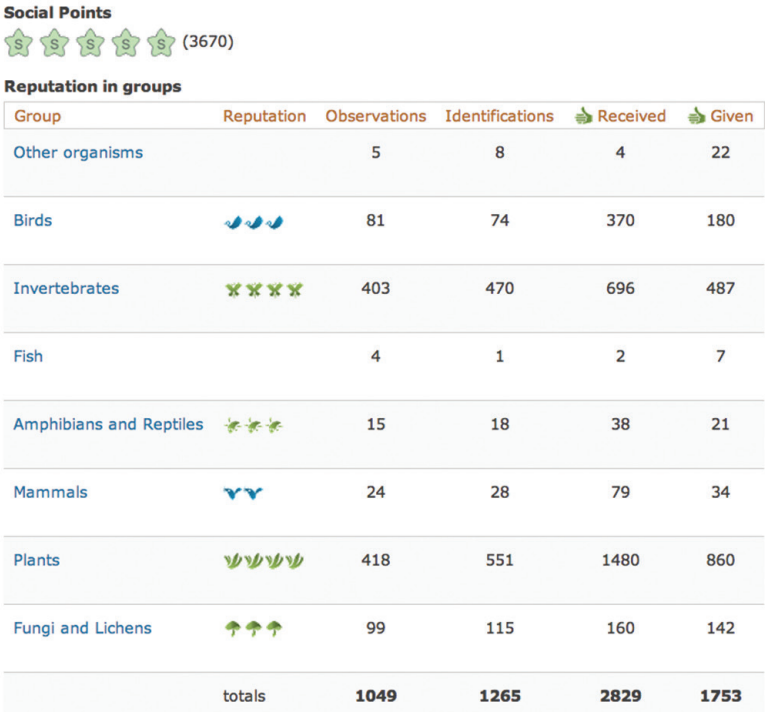 Social Points
S S S S S (3670)
Reputation in groups
Group Reputation Observations Identifications Received Given
Other organisms 5 8 4 22
Birds 81 74 370 180
Invertebrates 403 470 696 487
Fish 4 1 2 7
Amphibians and Reptiles 15 18 38 21
Mammals 24 28 79 34
Plants 418 551 1480 860
Fungi and Lichens 99 115 160 142
totals 1049 1265 2829 1753